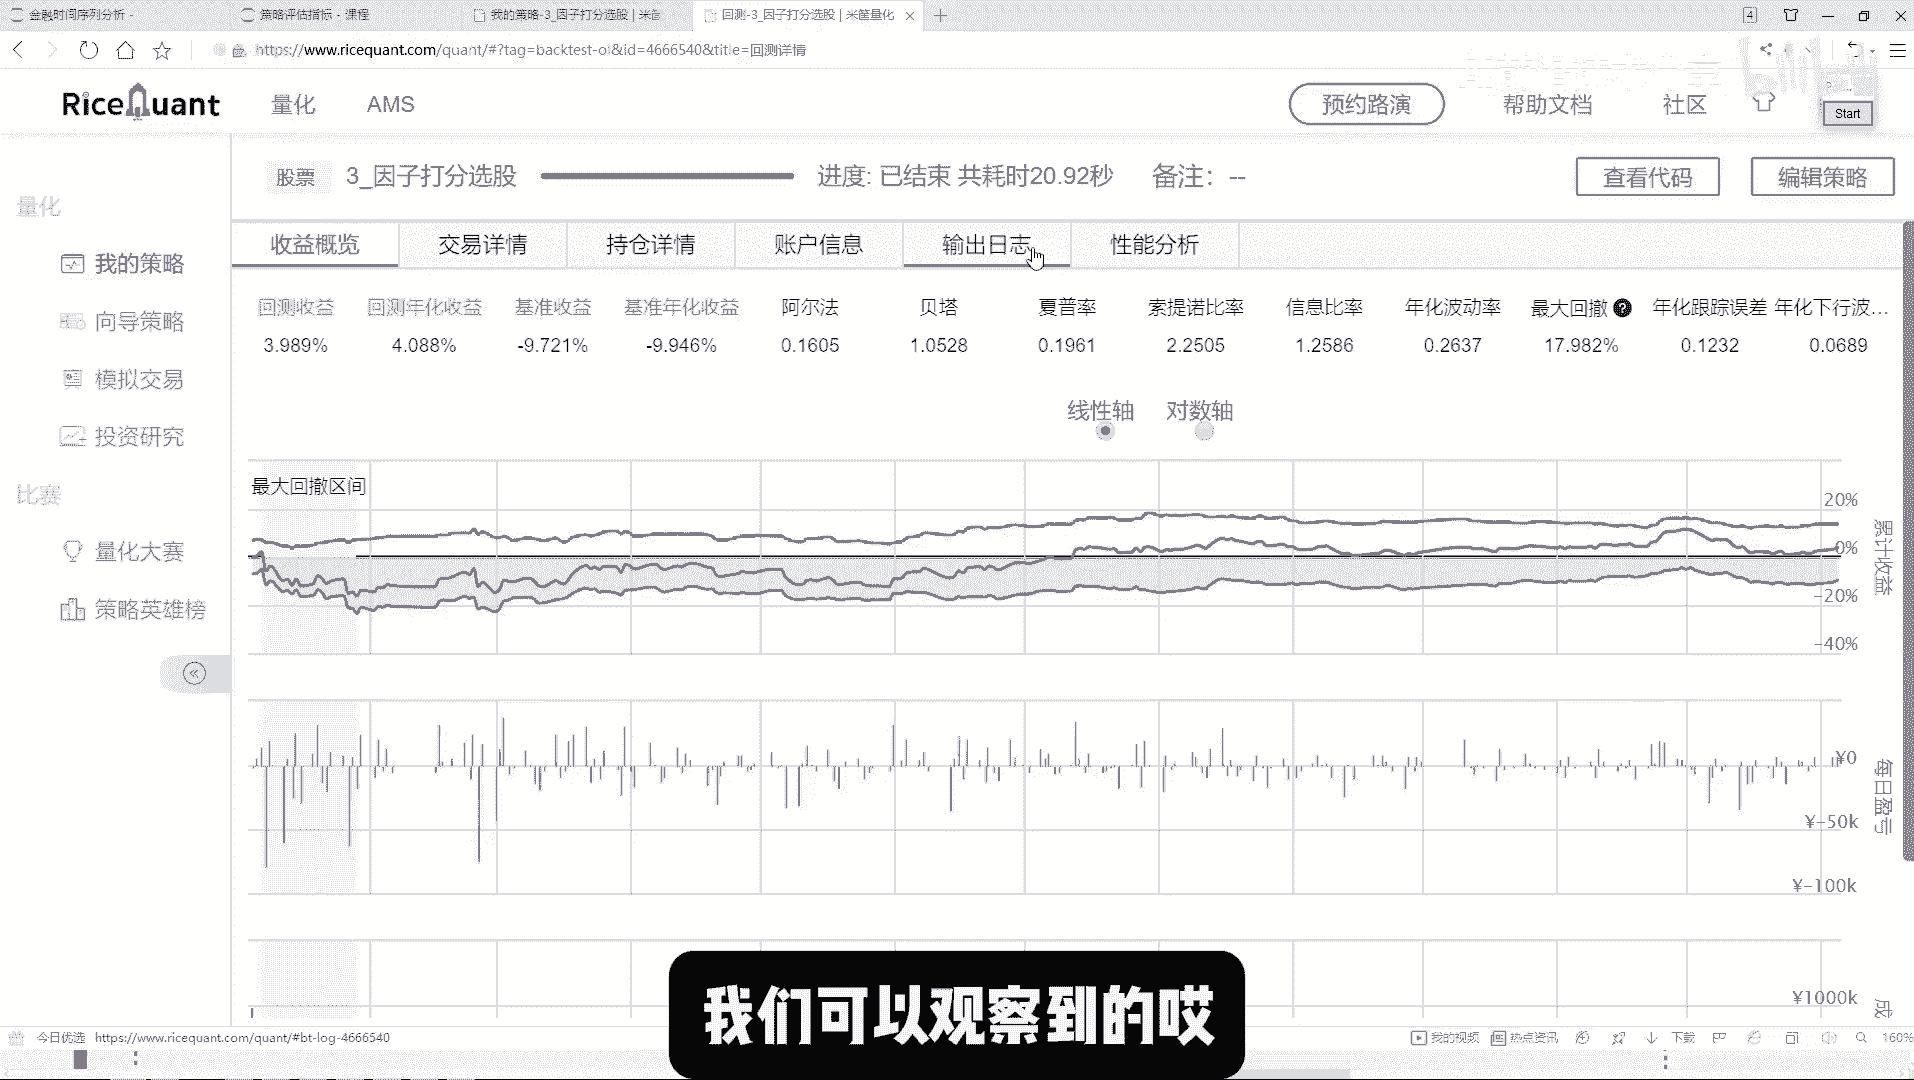 金融时间序列分析 -
策略评估指标 - 课程
我的策略-3_因子打分选股 | 米筐
回测-3_因子打分选股 | 米筐量化
4
https://www.ricequant.com/quant/#?tag=backtest-ol&id=4666540&title=回测详情
RiceQuant
量化
AMS
预约路演
帮助文档
社区
Start
股票
3_因子打分选股
进度: 已结束 共耗时20.92秒
备注： --
查看代码
编辑策略
量化
我的策略
向导策略
模拟交易
投资研究
比赛
量化大赛
策略英雄榜
收益概览
交易详情
持仓详情
账户信息
输出日志
性能分析
回测收益 回测年化收益 基准收益 基准年化收益 阿尔法 贝塔 夏普率 索提诺比率 信息比率 年化波动率 最大回撤 年化跟踪误差 年化下行波...
3.989% 4.088% -9.721% -9.946% 0.1605 1.0528 0.1961 2.2505 1.2586 0.2637 17.982% 0.1232 0.0689
线性轴 对数轴
最大回撤区间
20%
0%
-20%
-40%
累计收益
¥0
¥-50k
¥-100k
每日盈亏
¥1000k
成
我们可以观察到的哎
今日优选 https://www.ricequant.com/quant/#bt-log-4666540
我的视频
热点资讯
下载
160%